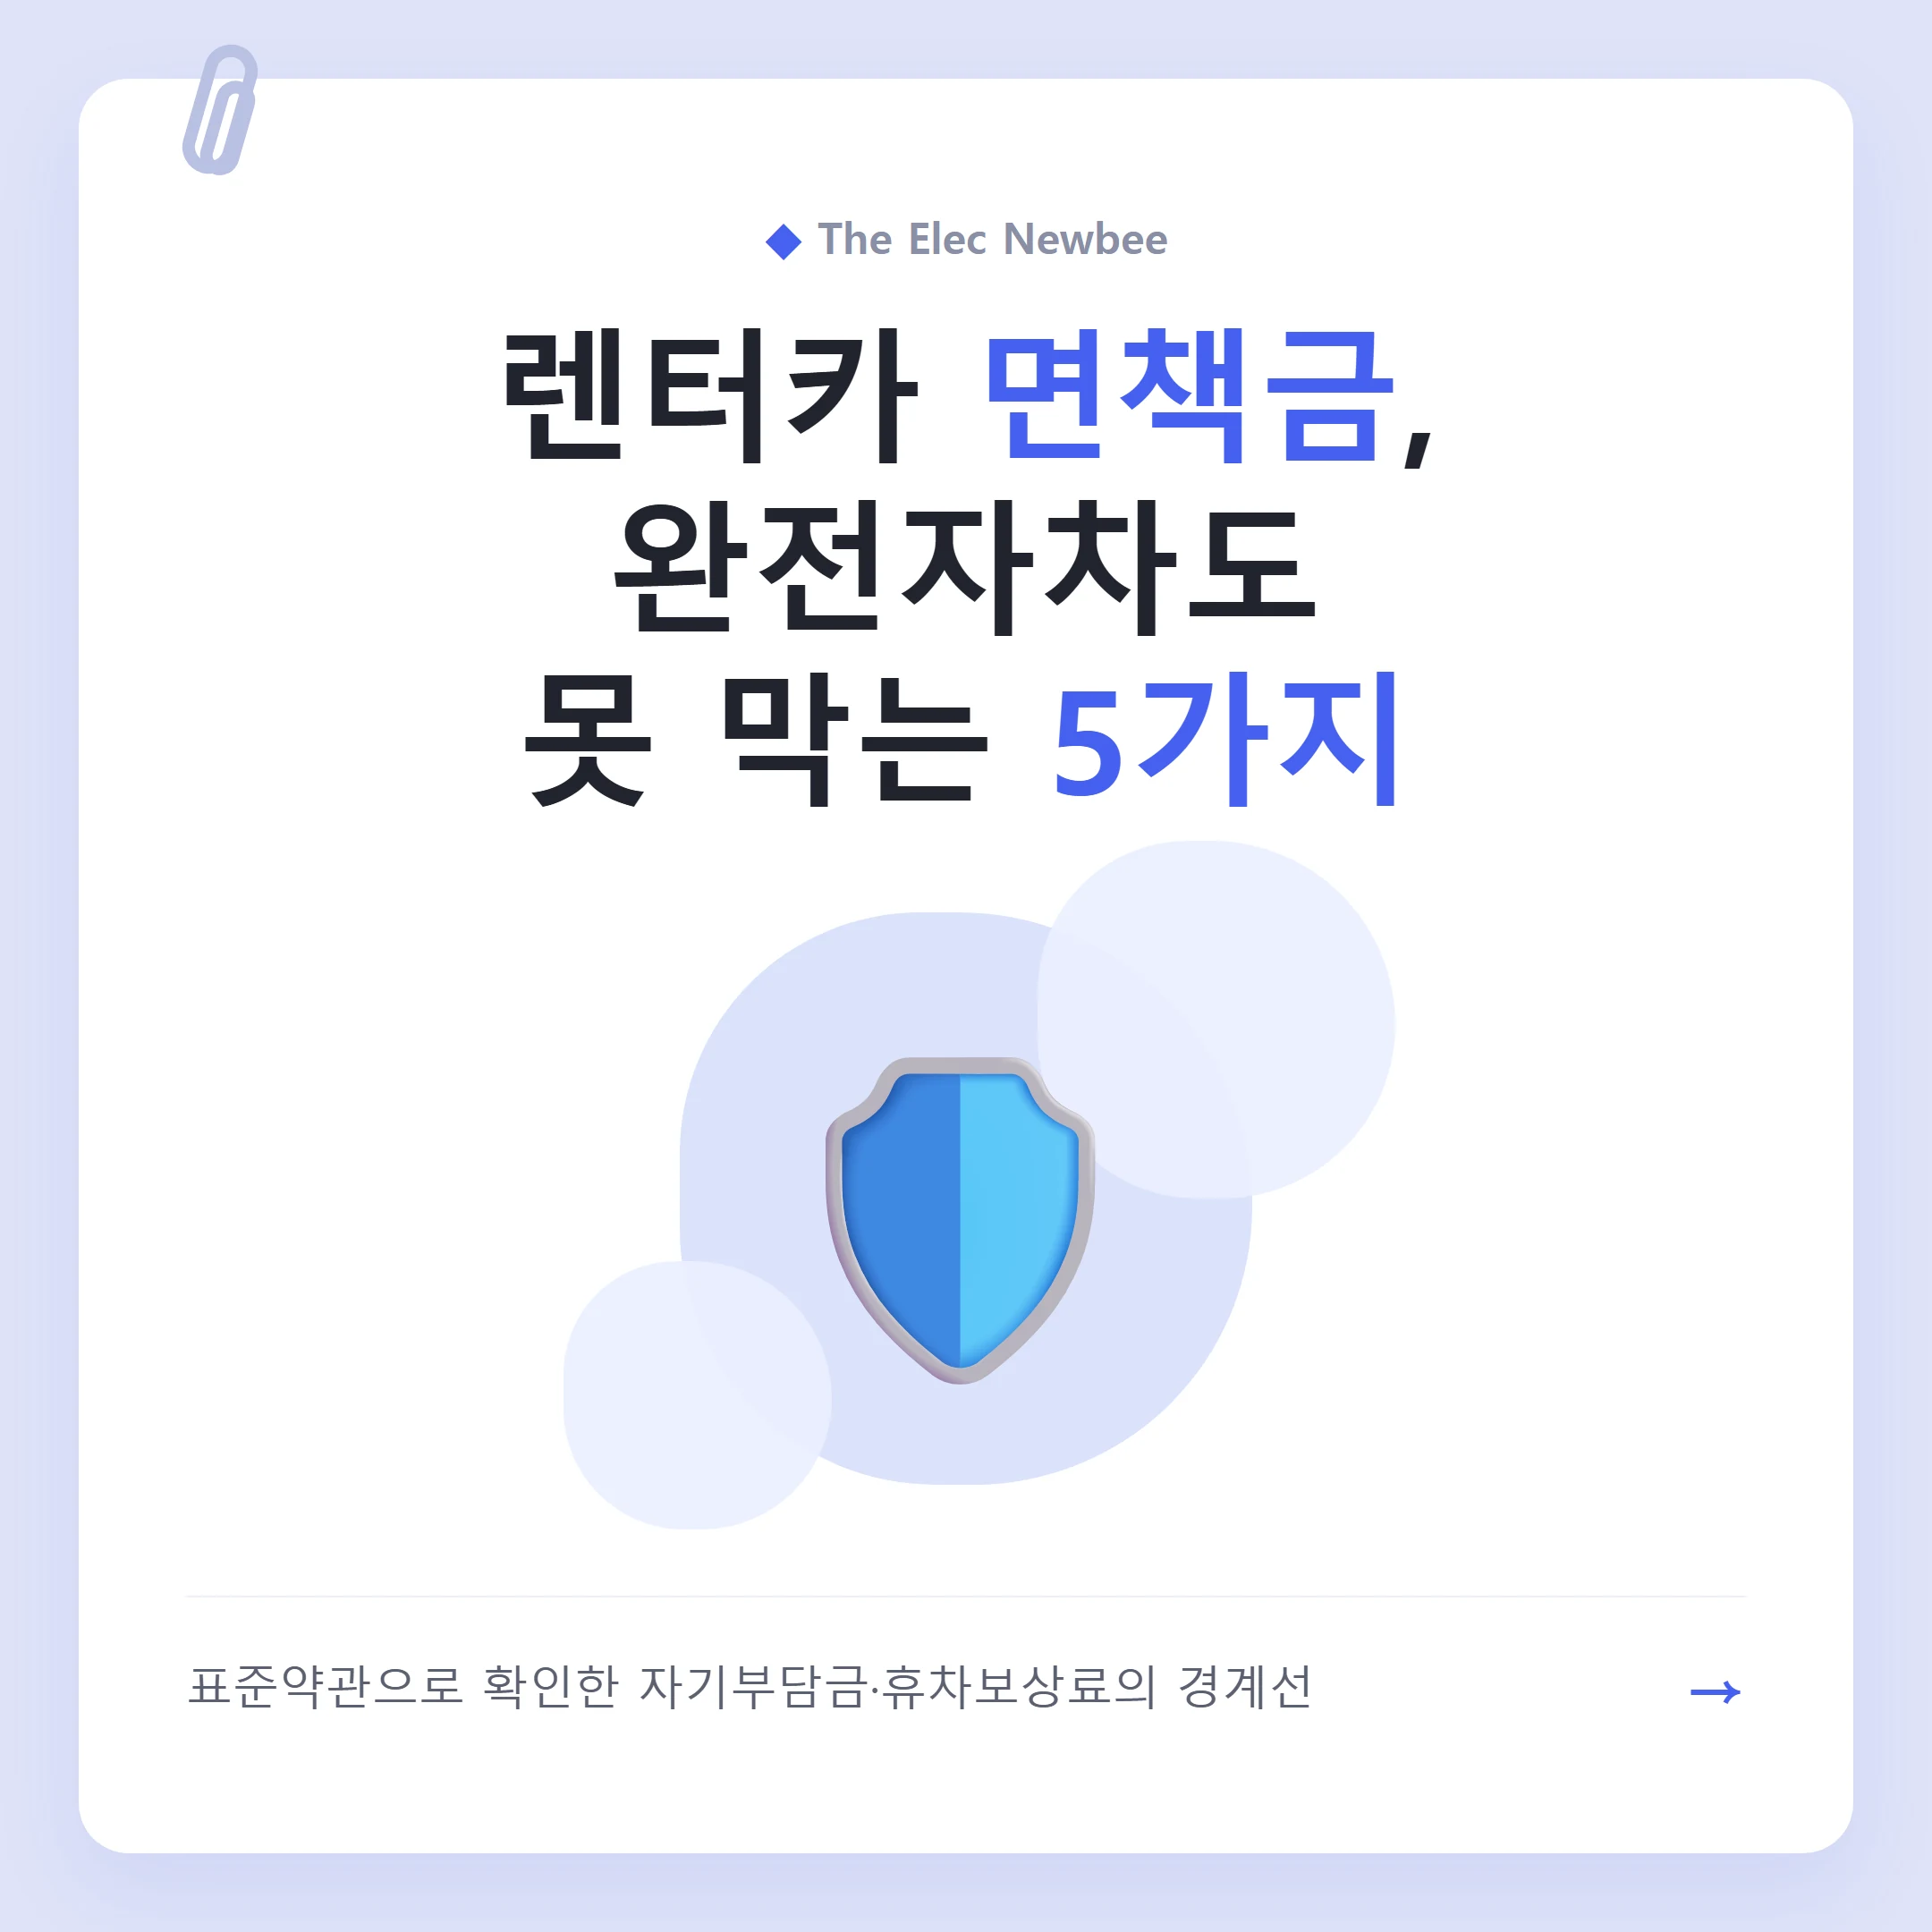 The Elec Newbee
렌터카 면책금,
완전자차도
못 막는 5가지
표준약관으로 확인한 자기부담금·휴차보상료의 경계선 →